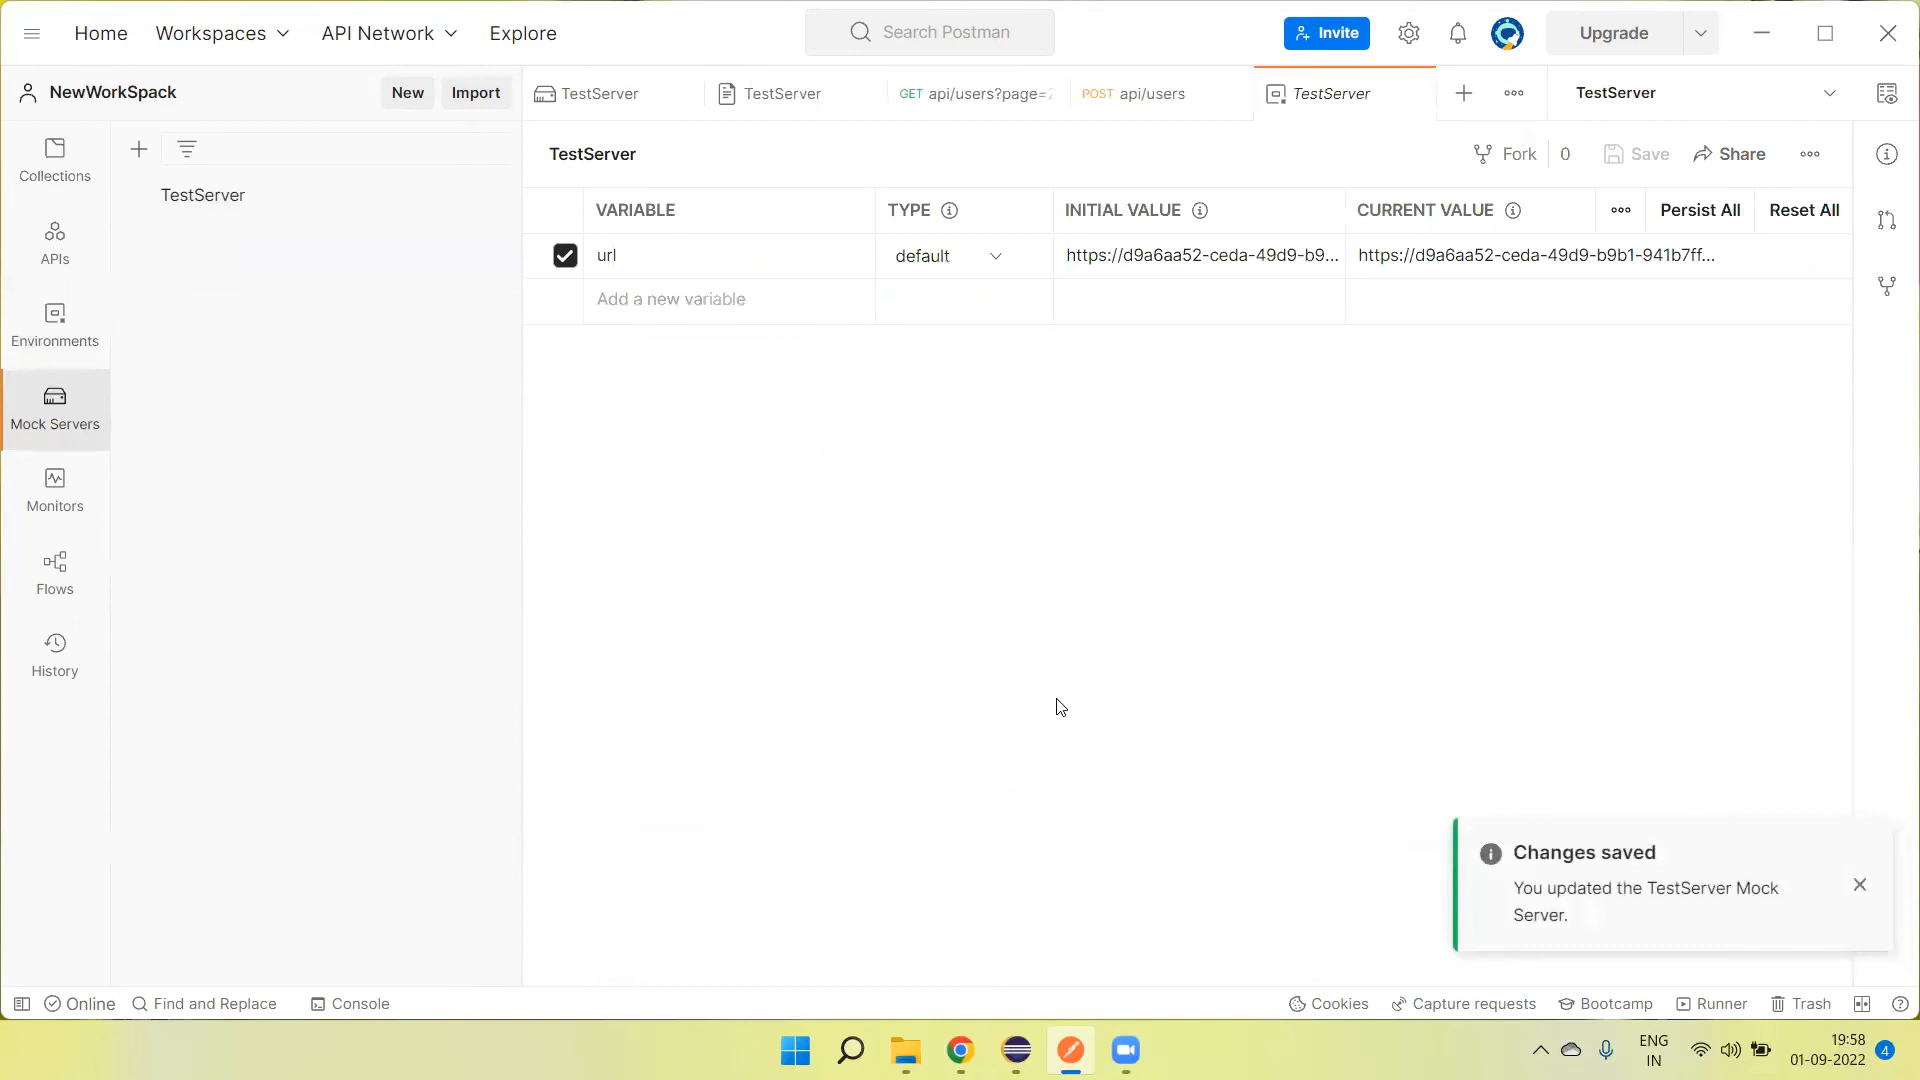 Home
Workspaces
API Network
Explore
Search Postman
Invite
Upgrade
NewWorkSpack
New
Import
TestServer
TestServer
GET api/users?page=2
POST api/users
TestServer
TestServer
Collections
APIs
Environments
Mock Servers
Monitors
Flows
History
TestServer
TestServer
Fork
0
Save
Share
VARIABLE
TYPE
INITIAL VALUE
CURRENT VALUE
Persist All
Reset All
url
default
https://d9a6aa52-ceda-49d9-b9...
https://d9a6aa52-ceda-49d9-b9b1-941b7ff...
Add a new variable
Changes saved
You updated the TestServer Mock
Server.
Online
Find and Replace
Console
Cookies
Capture requests
Bootcamp
Runner
Trash
ENG
IN
19:58
01-09-2022
4